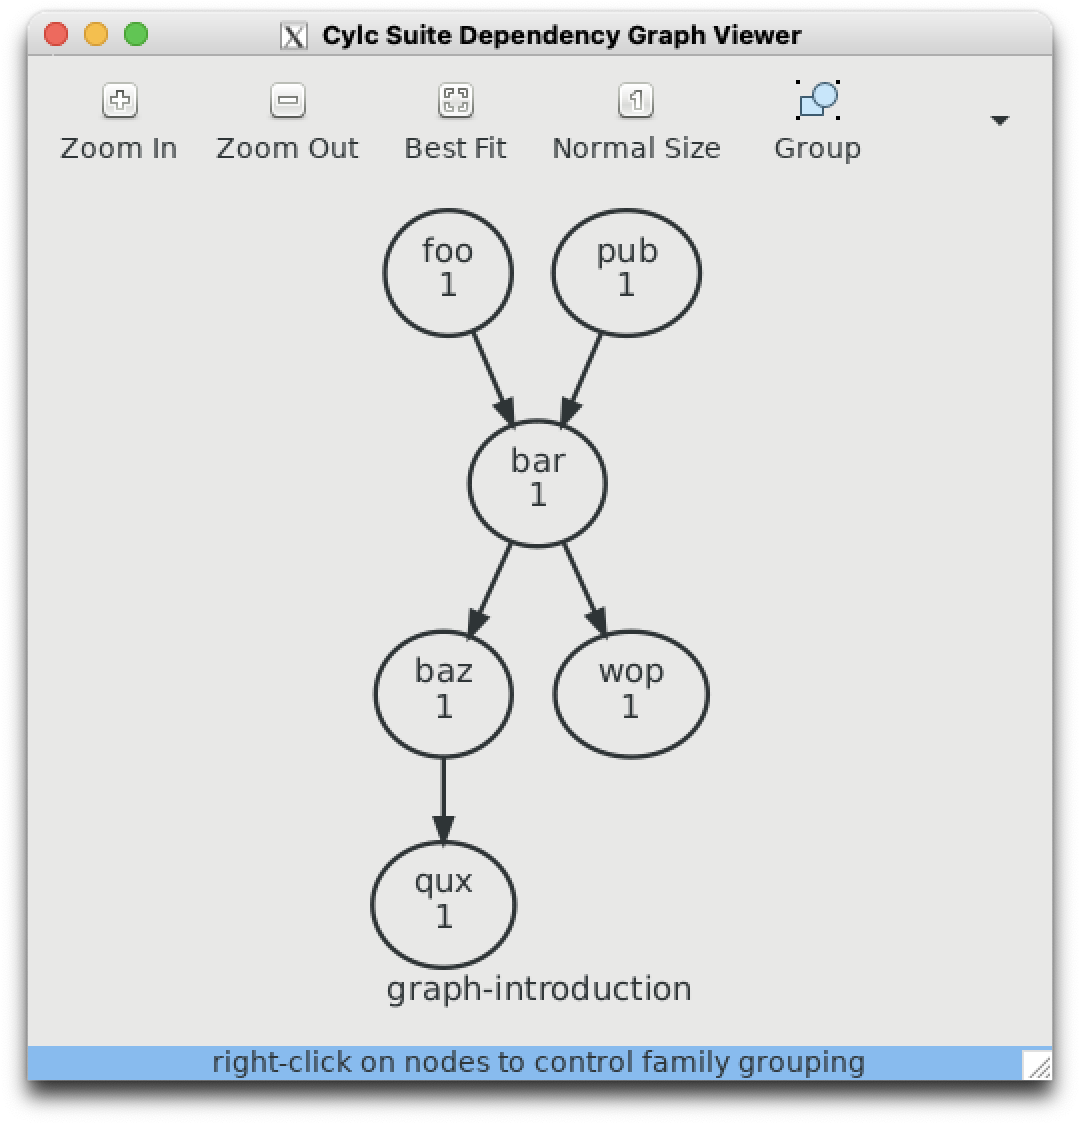 Cylc Suite Dependency Graph Viewer
Zoom In Zoom Out Best Fit Normal Size Group
foo
1
pub
1
bar
1
baz
1
wop
1
qux
1
graph-introduction
right-click on nodes to control family grouping